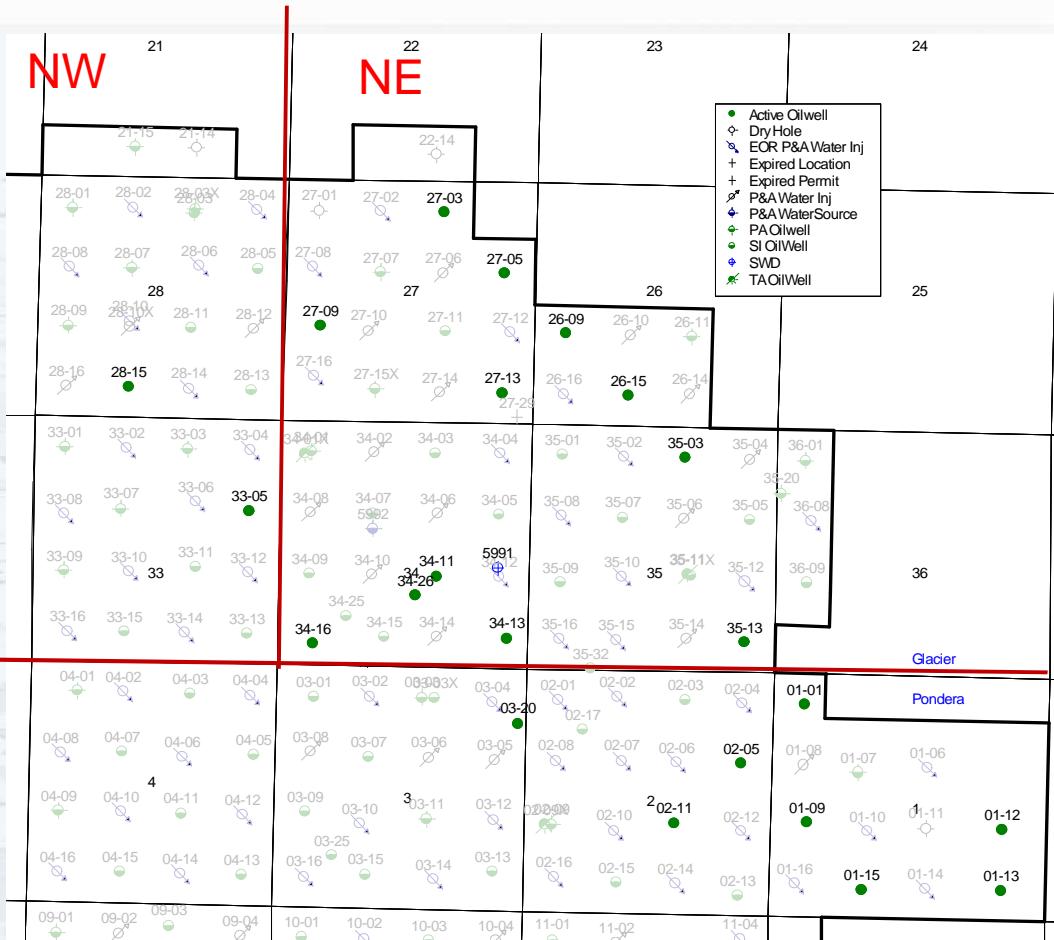 21
22
23
24
NW
NE
Active Oilwell
Dry Hole
EOR P&A Water Inj
Expired Location
Expired Permit
P&A Water Inj
P&A WaterSource
PA Oilwell
SI OilWell
SWD
TA OilWell
21-15 21-14
22-14
28-01 28-02 28-03X 28-04 27-01 27-02 27-03
28-03
28-08 28-07 28-06 28-05 27-08 27-07 27-06 27-05
28 27 26 25
28-09 28-10 28-11 28-12 27-09 27-10 27-11 27-12 26-09 26-10 26-11
28-10X
28-16 28-15 28-14 28-13 27-16 27-15X 27-14 27-13 26-16 26-15 26-14
27-29
33-01 33-02 33-03 33-04 34-01 34-02 34-03 34-04 35-01 35-02 35-03 35-04 36-01
35-20
33-08 33-07 33-06 33-05 34-08 34-07 34-06 34-05 35-08 35-07 35-06 35-05 36-08
5992
33-09 33-10 33-11 33-12 34-09 34-10 34-11 5991 35-09 35-10 35-11X 35-12 36-09
33 34 35 36
34-26
34-25
33-16 33-15 33-14 33-13 34-16 34-15 34-14 34-13 35-16 35-15 35-14 35-13
35-32
Glacier
Pondera
04-01 04-02 04-03 04-04 03-01 03-02 03-03X 03-04 02-01 02-02 02-03 02-04 01-01
03-20
02-17
04-08 04-07 04-06 04-05 03-08 03-07 03-06 03-05 02-08 02-07 02-06 02-05 01-08 01-07 01-06
4 3 2 1
04-09 04-10 04-11 04-12 03-09 03-10 03-11 03-12 02-10 02-11 02-12 01-09 01-10 01-11 01-12
03-25
04-16 04-15 04-14 04-13 03-16 03-15 03-14 03-13 02-16 02-15 02-14 02-13 01-16 01-15 01-14 01-13
09-01 09-02 09-03 09-04 10-01 10-02 10-03 10-04 11-01 11-02 11-04